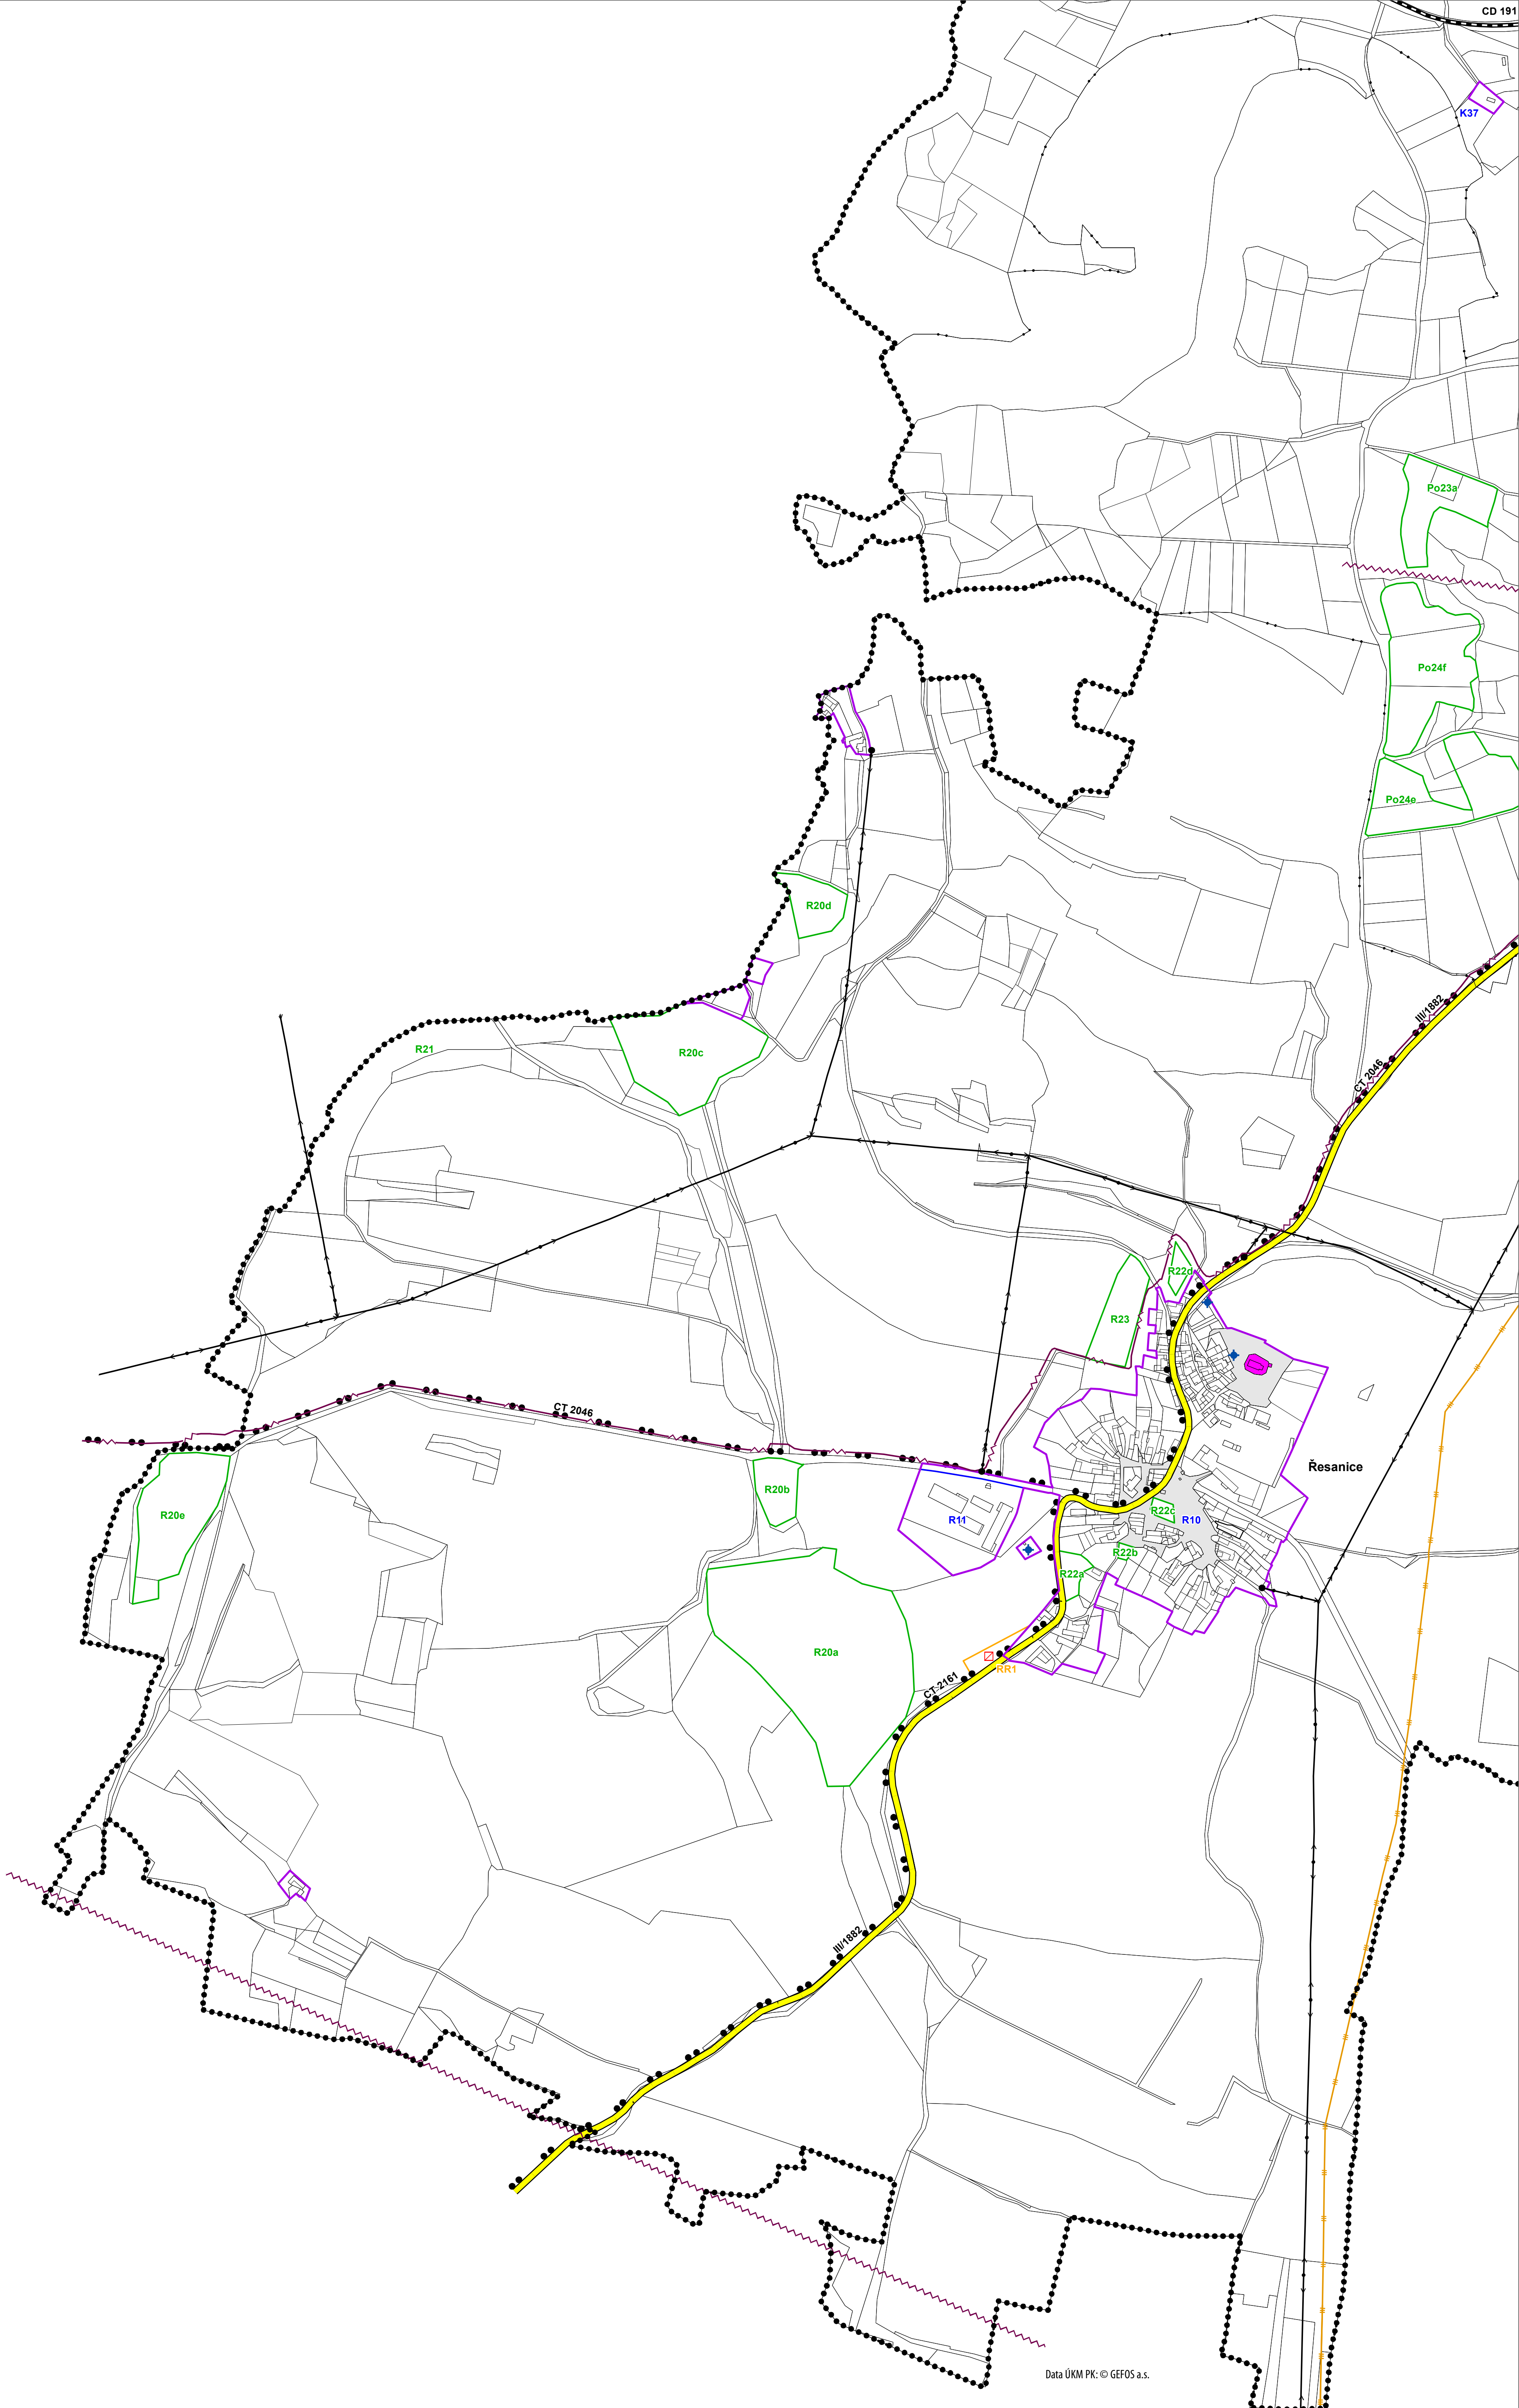 CD 191
K37
Po23a
Po24f
Po24e
R20d
III/1882
R21
R20c
CT 2046
R22d
R23
CT 2046
Řesanice
R20b
R20e
R11
R22c
R10
R22b
R22a
R20a
RR1
CT 2161
III/1882
Data ÚKM PK: © GEFOS a.s.